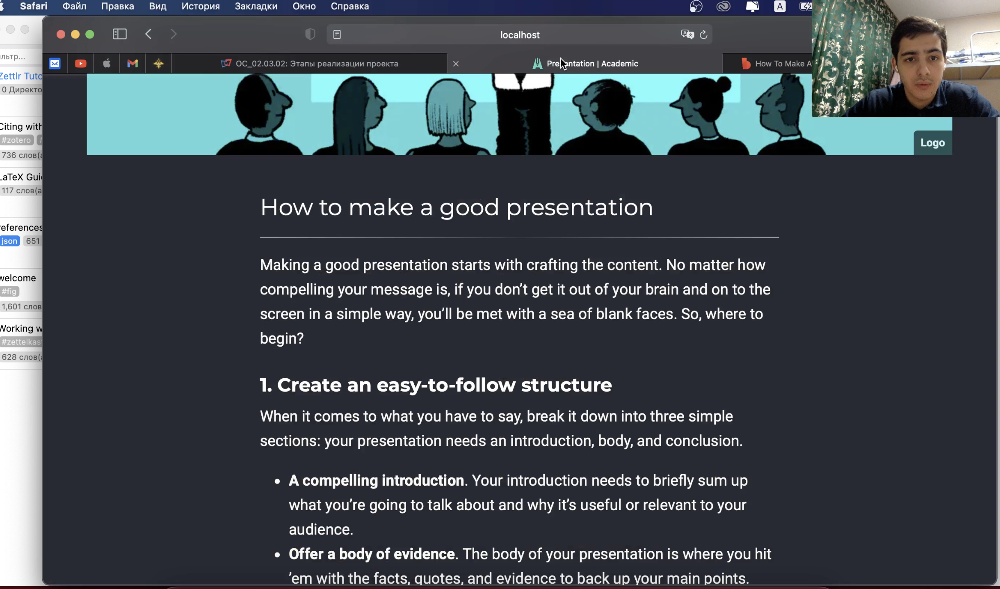 Safari Файл Правка Вид История Закладки Окно Справка A
localhost
ОС_02.03.02: Этапы реализации проекта
Presentation | Academic
How To Make A
Zettlr Tuto
0 Директо
Citing with
#zotero
736 слов(а
LaTeX Gui
117 слов(а
references
json 651
welcome
#fig
1,601 слов
Working w
#zettelkas
628 слов(
Logo
How to make a good presentation
Making a good presentation starts with crafting the content. No matter how
compelling your message is, if you don’t get it out of your brain and on to the
screen in a simple way, you’ll be met with a sea of blank faces. So, where to
begin?
1. Create an easy-to-follow structure
When it comes to what you have to say, break it down into three simple
sections: your presentation needs an introduction, body, and conclusion.
• A compelling introduction. Your introduction needs to briefly sum up
what you’re going to talk about and why it’s useful or relevant to your
audience.
• Offer a body of evidence. The body of your presentation is where you hit
’em with the facts, quotes, and evidence to back up your main points.